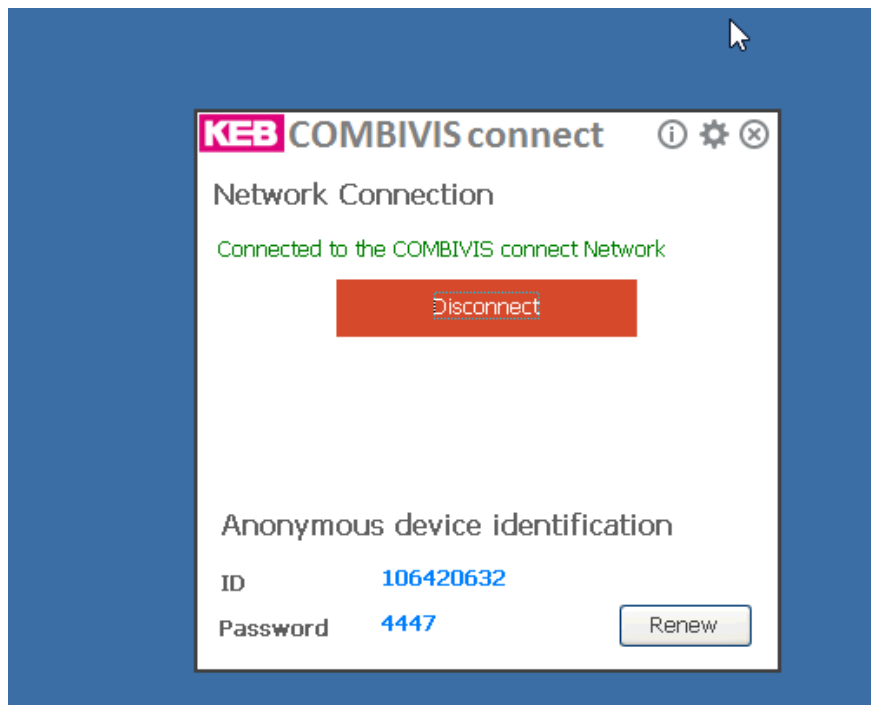 KEB COMBIVIS connect
Network Connection
Connected to the COMBIVIS connect Network
Disconnect
Anonymous device identification
ID 106420632
Password 4447 Renew